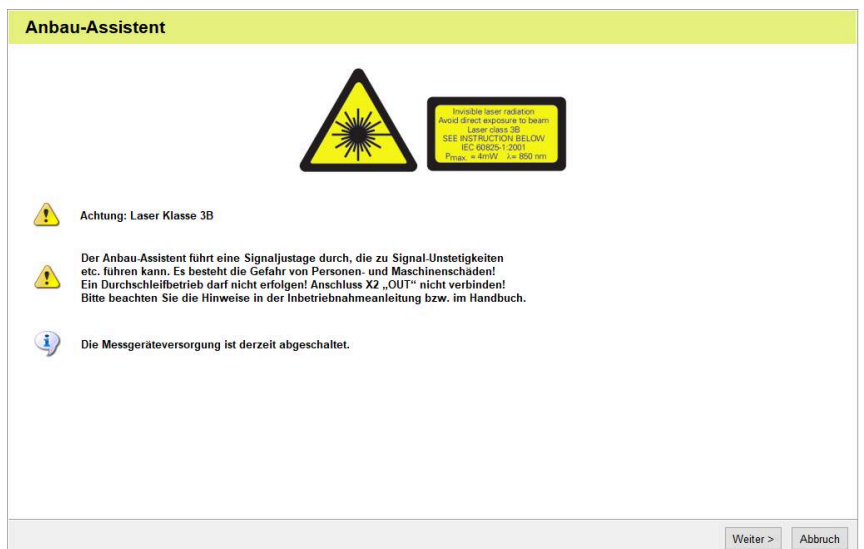 Anbau-Assistent
Invisible laser radiation
Avoid direct exposure to beam
Laser class 3B
SEE INSTRUCTION BELOW
IEC 60825-1:2001
Pmax. = 4mW λ= 850 nm
Achtung: Laser Klasse 3B
Der Anbau-Assistent führt eine Signaljustage durch, die zu Signal-Unstetigkeiten
etc. führen kann. Es besteht die Gefahr von Personen- und Maschinenschäden!
Ein Durchschleifbetrieb darf nicht erfolgen! Anschluss X2 „OUT“ nicht verbinden!
Bitte beachten Sie die Hinweise in der Inbetriebnahmeanleitung bzw. im Handbuch.
Die Messgeräteversorgung ist derzeit abgeschaltet.
Weiter > Abbruch